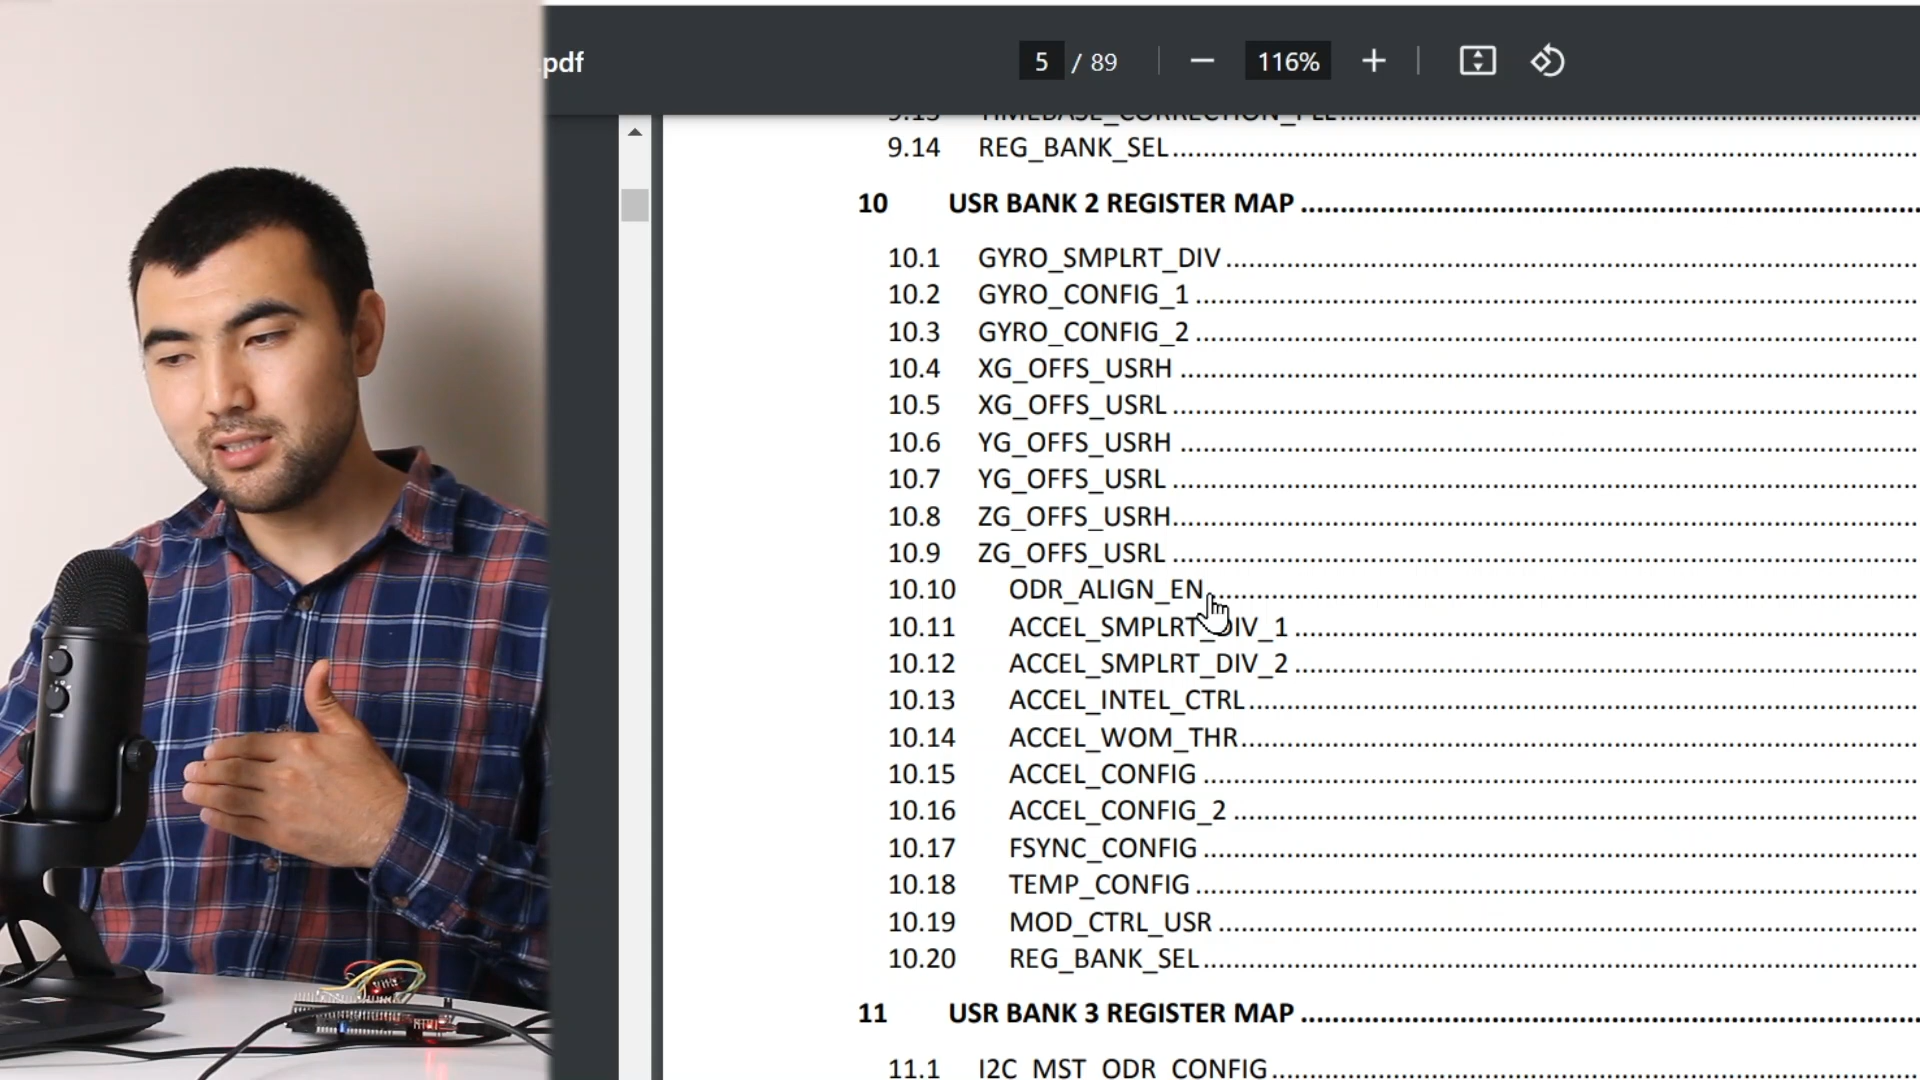 .pdf
5 / 89
116%
9.13 TIMEBASE_CORRECTION_PLL
9.14 REG_BANK_SEL
10 USR BANK 2 REGISTER MAP
10.1 GYRO_SMPLRT_DIV
10.2 GYRO_CONFIG_1
10.3 GYRO_CONFIG_2
10.4 XG_OFFS_USRH
10.5 XG_OFFS_USRL
10.6 YG_OFFS_USRH
10.7 YG_OFFS_USRL
10.8 ZG_OFFS_USRH
10.9 ZG_OFFS_USRL
10.10 ODR_ALIGN_EN
10.11 ACCEL_SMPLRT_DIV_1
10.12 ACCEL_SMPLRT_DIV_2
10.13 ACCEL_INTEL_CTRL
10.14 ACCEL_WOM_THR
10.15 ACCEL_CONFIG
10.16 ACCEL_CONFIG_2
10.17 FSYNC_CONFIG
10.18 TEMP_CONFIG
10.19 MOD_CTRL_USR
10.20 REG_BANK_SEL
11 USR BANK 3 REGISTER MAP
11.1 I2C_MST_ODR_CONFIG